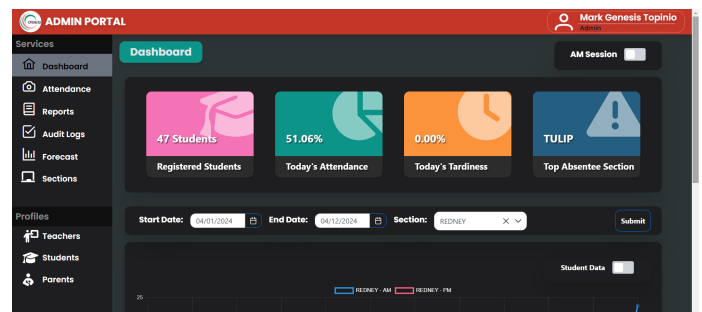 ADMIN PORTAL
Mark Genesis Topinio
Admin
Services
Dashboard
Attendance
Reports
Audit Logs
Forecast
Sections
Profiles
Teachers
Students
Parents
Dashboard
AM Session
47 Students
Registered Students
51.06%
Today's Attendance
0.00%
Today's Tardiness
TULIP
Top Absentee Section
Start Date: 04/01/2024 End Date: 04/12/2024 Section: REDNEY Submit
Student Data
REDNEY - AM REDNEY - PM
25